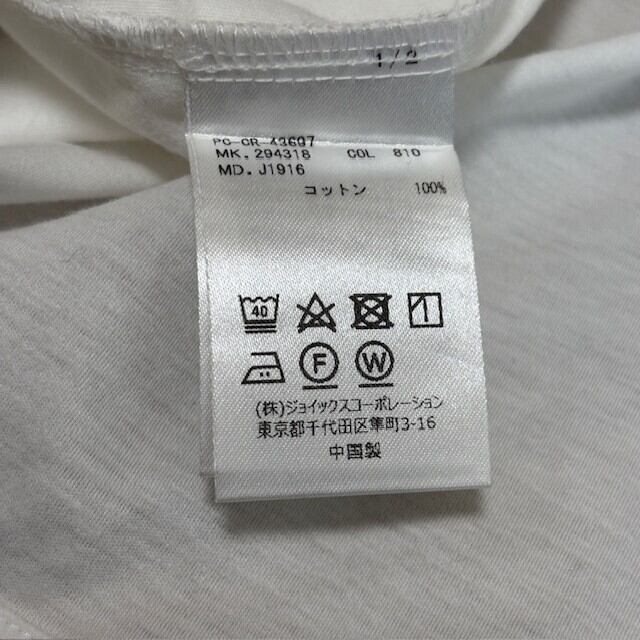 1/2
PC-CR-43697
MK.294318 COL 810
MD.J1916
コットン 100%
40
F W
(株)ジョイックスコーポレーション
東京都千代田区隼町3-16
中国製